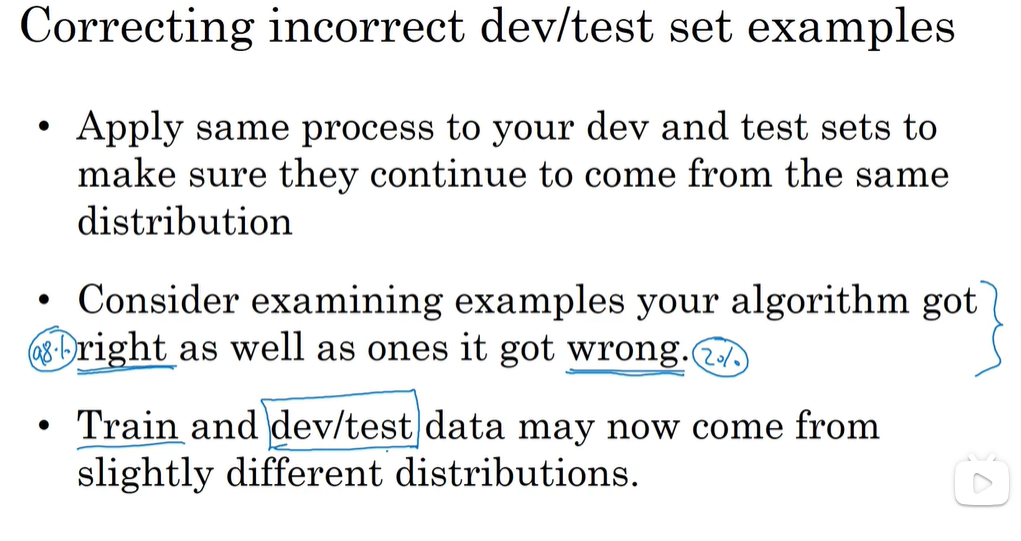 Correcting incorrect dev/test set examples
• Apply same process to your dev and test sets to
make sure they continue to come from the same
distribution
• Consider examining examples your algorithm got
98% right as well as ones it got wrong. 2%
• Train and dev/test data may now come from
slightly different distributions.